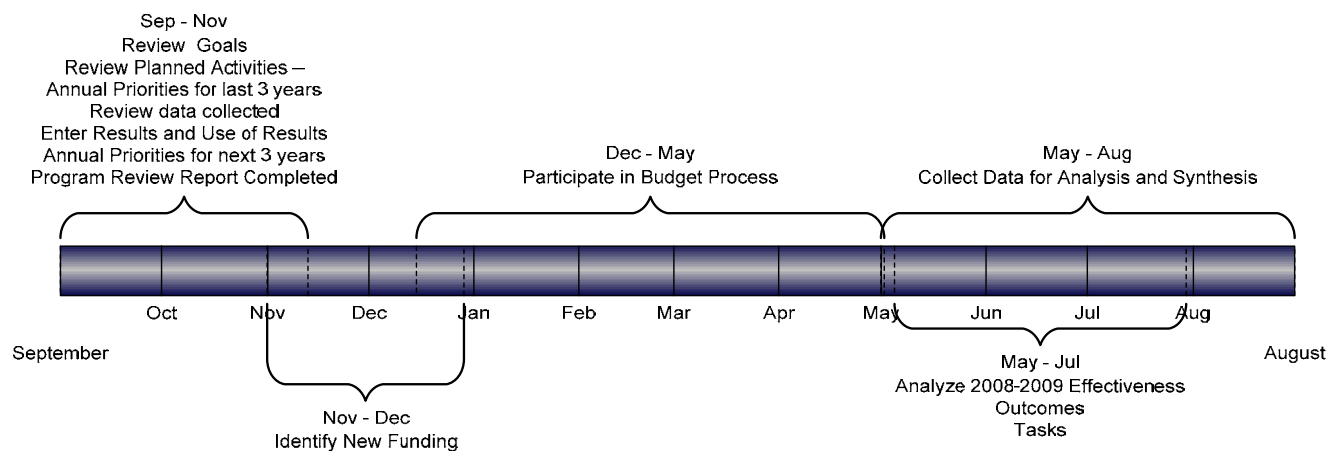 Sep - Nov
Review Goals
Review Planned Activities –
Annual Priorities for last 3 years
Review data collected
Enter Results and Use of Results
Annual Priorities for next 3 years
Program Review Report Completed
Dec - May
Participate in Budget Process
May - Aug
Collect Data for Analysis and Synthesis
Oct Nov Dec Jan Feb Mar Apr May Jun Jul Aug
September
August
Nov - Dec
Identify New Funding
May - Jul
Analyze 2008-2009 Effectiveness
Outcomes
Tasks